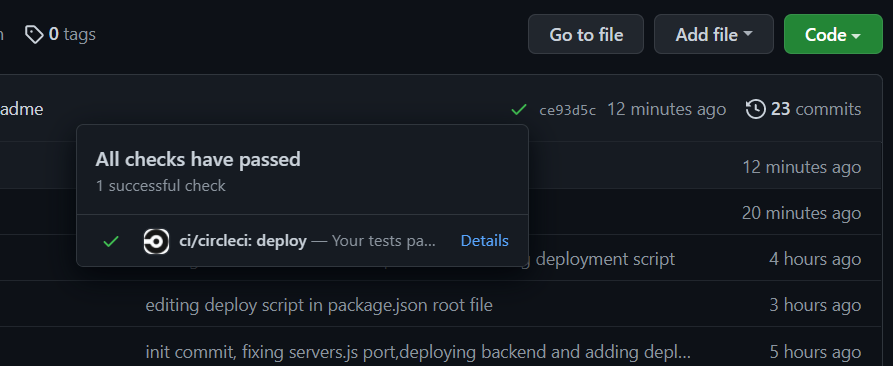 0 tags
Go to file
Add file
Code
adme
ce93d5c 12 minutes ago 23 commits
All checks have passed
1 successful check
12 minutes ago
20 minutes ago
ci/circleci: deploy — Your tests pa... Details
deployment script 4 hours ago
editing deploy script in package.json root file 3 hours ago
init commit, fixing servers.js port,deploying backend and adding depl... 5 hours ago